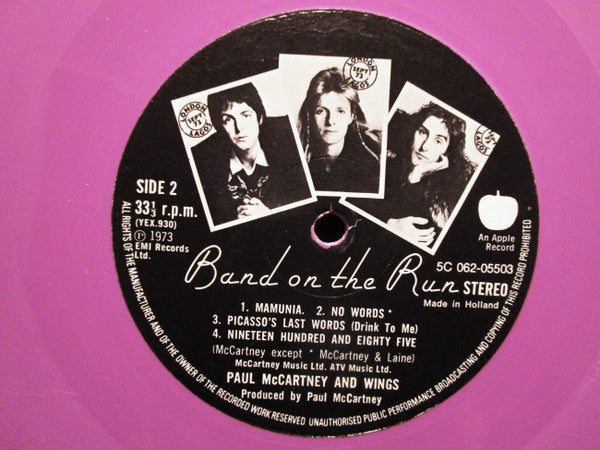 LONDON SEPT 73 LAGOS
LONDON SEPT 73 LAGOS
SIDE 2
33⅓ r.p.m.
(YEX.930)
℗ 1973
EMI Records
Ltd.
An Apple
Record
Band on the Run
5C 062-05503
STEREO
Made in Holland
1. MAMUNIA. 2. NO WORDS*
3. PICASSO'S LAST WORDS (Drink To Me)
4. NINETEEN HUNDRED AND EIGHTY FIVE
(McCartney except * McCartney & Laine)
McCartney Music Ltd. ATV Music Ltd.
PAUL McCARTNEY AND WINGS
Produced by Paul McCartney
ALL RIGHTS OF THE MANUFACTURER AND OF THE OWNER OF THE RECORDED WORK RESERVED UNAUTHORISED PUBLIC PERFORMANCE BROADCASTING AND COPYING OF THIS RECORD PROHIBITED